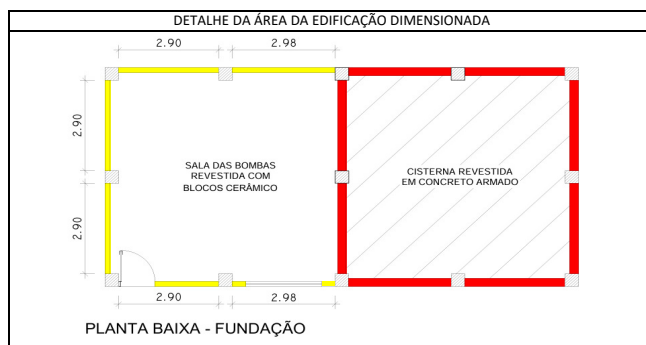 DETALHE DA ÁREA DA EDIFICAÇÃO DIMENSIONADA
2.90 2.98
2.90
SALA DAS BOMBAS
REVESTIDA COM
BLOCOS CERÂMICO
CISTERNA REVESTIDA
EM CONCRETO ARMADO
2.90
2.90 2.98
PLANTA BAIXA - FUNDAÇÃO